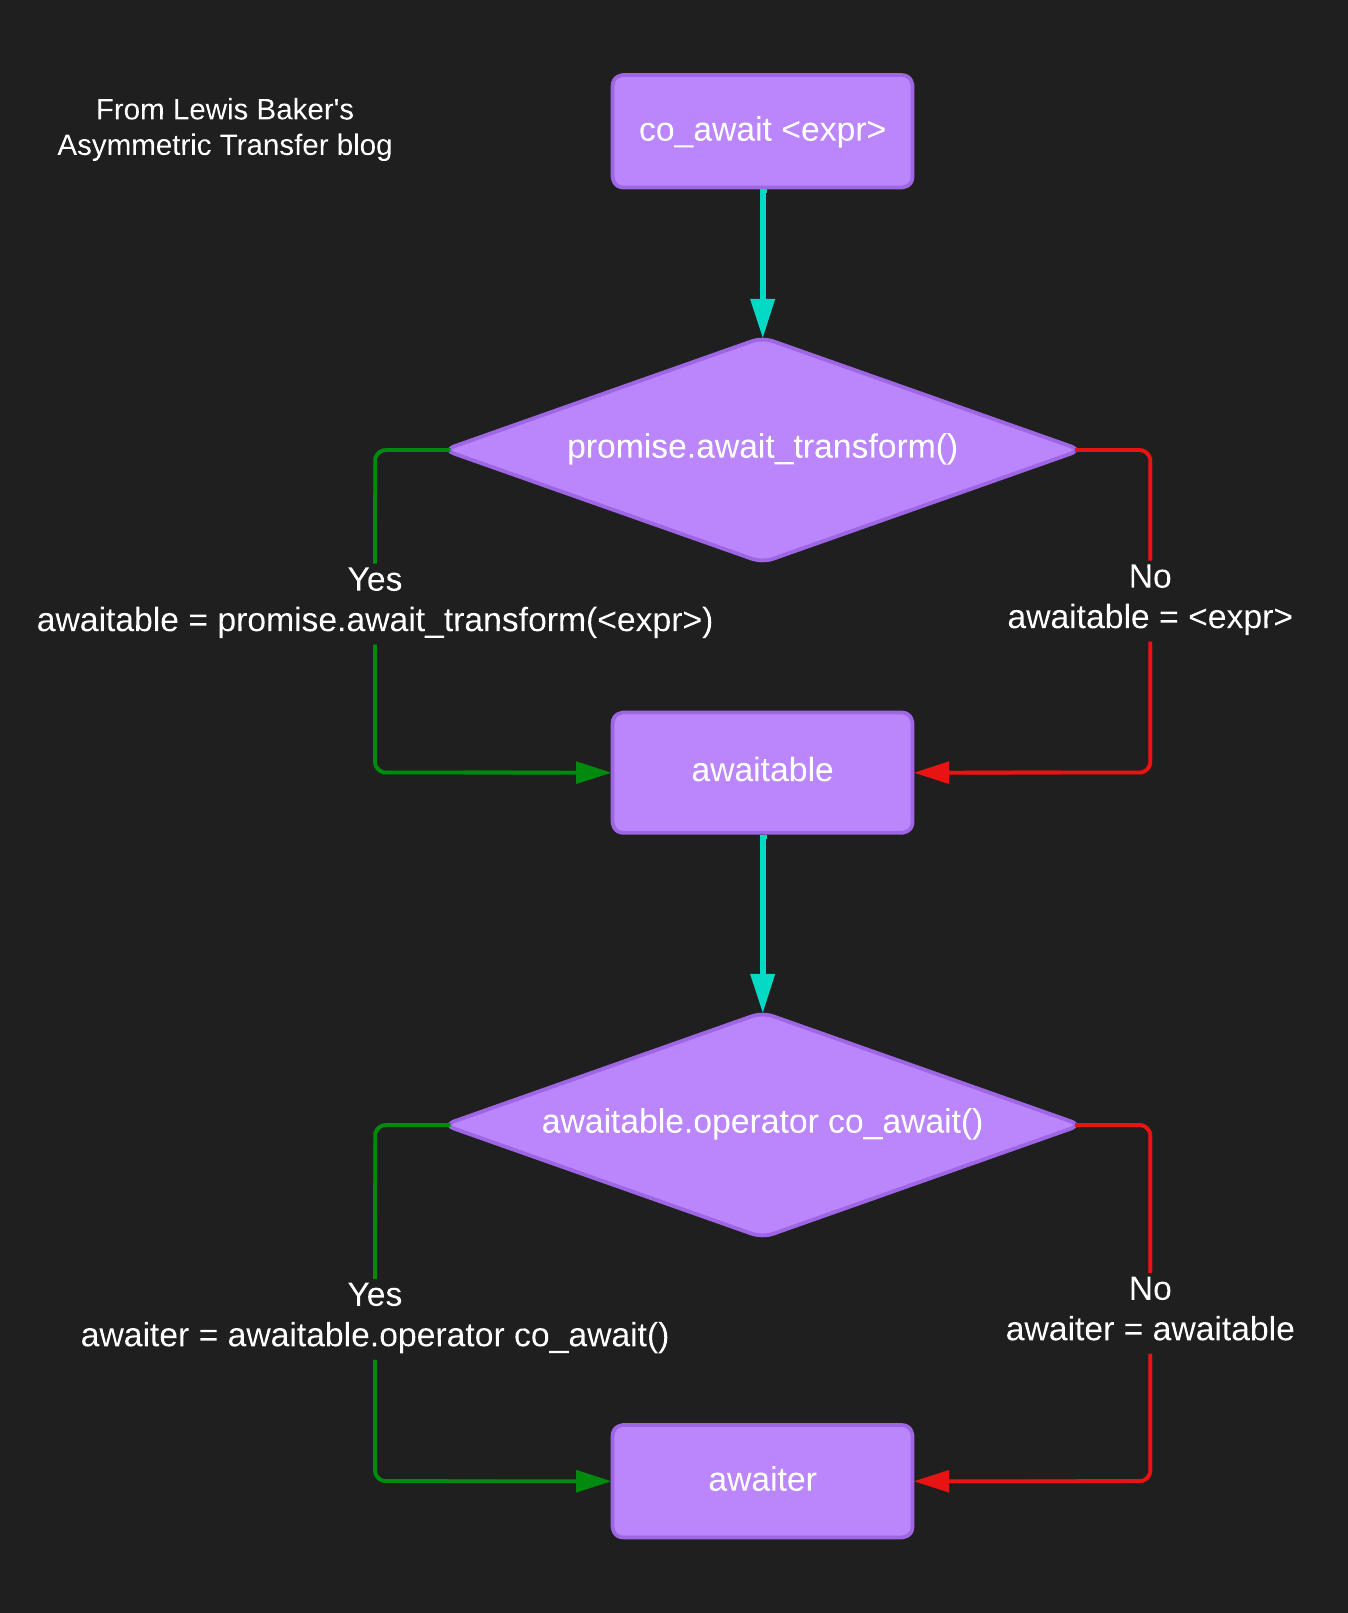 From Lewis Baker's
Asymmetric Transfer blog
co_await <expr>
promise.await_transform()
Yes
awaitable = promise.await_transform(<expr>)
No
awaitable = <expr>
awaitable
awaitable.operator co_await()
Yes
awaiter = awaitable.operator co_await()
No
awaiter = awaitable
awaiter